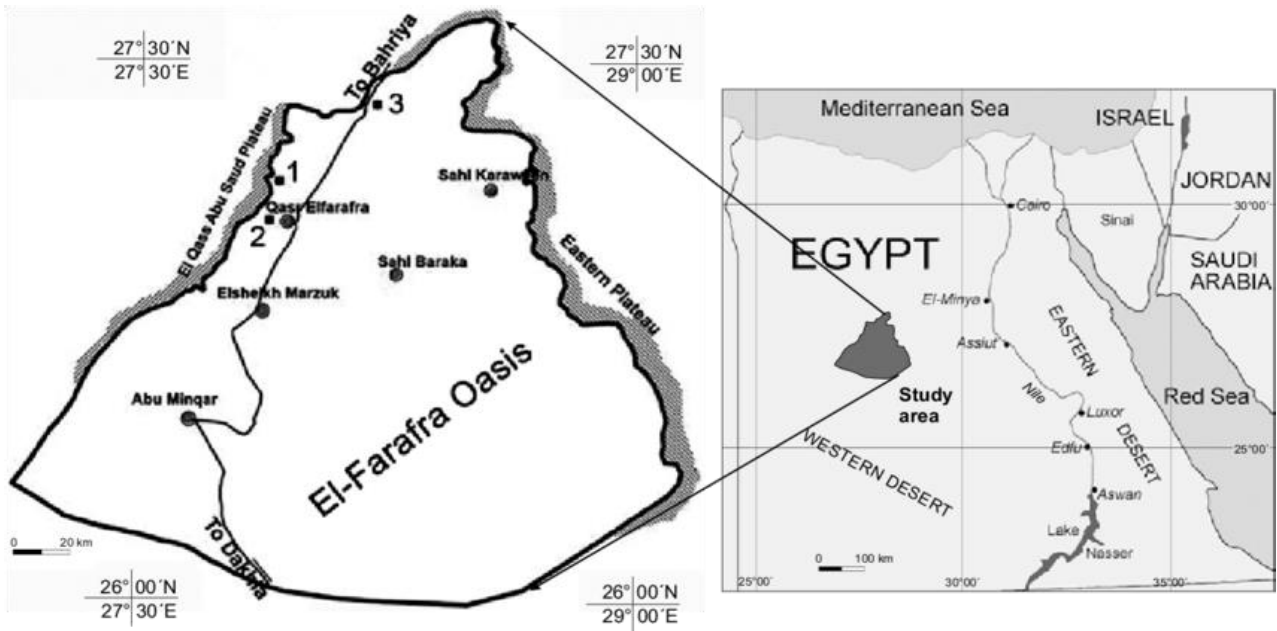 27° 30´N
27° 30´E
27° 30´N
29° 00´E
To Bahriya
3
El Qass Abu Saud Plateau
1
Qasr Elfarafra
2
Sahl Karawein
Sahl Baraka
Eastern Plateau
Elsheikh Marzuk
Abu Minqar
El-Farafra Oasis
To Dakhla
0 20 km
26° 00´N
27° 30´E
26° 00´N
29° 00´E
Mediterranean Sea
ISRAEL
JORDAN
Cairo
30°00'
Sinai
EGYPT
SAUDI
ARABIA
El-Minya
Assiut
EASTERN
DESERT
Study
area
Nile
Luxor
Red Sea
Edfu
25°00'
WESTERN DESERT
Aswan
Lake
Nasser
0 100 km
25°00'
30°00'
35°00'